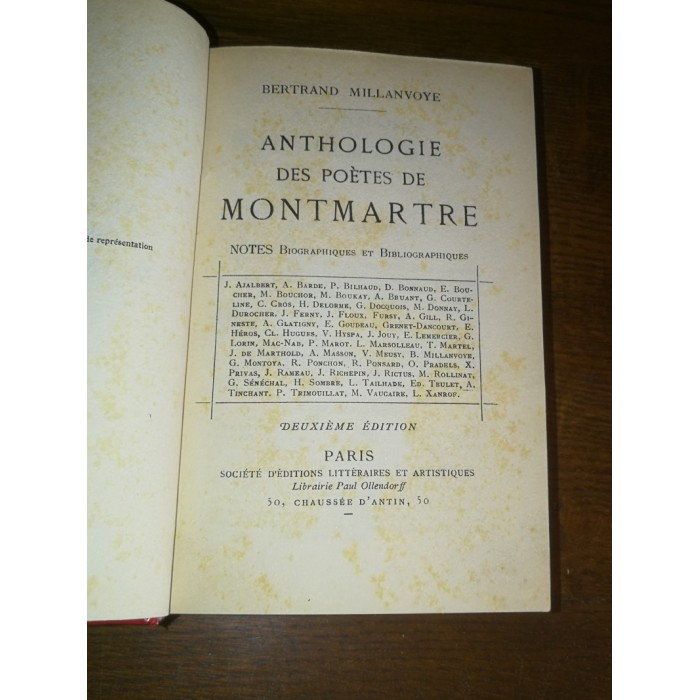 de représentation
BERTRAND MILLANVOYE
ANTHOLOGIE
DES POÈTES DE
MONTMARTRE
NOTES BIOGRAPHIQUES ET BIBLIOGRAPHIQUES
J. AJALBERT, A. BARDE, P. BILHAUD, D. BONNAUD, E. BOU-
CHER, M. BOUCHOR, M. BOUKAY, A. BRUANT, G. COURTE-
LINE, C. CROS, H. DELORME, G. DOCQUOIS, M. DONNAY, L.
DUROCHER, J. FERNY, J. FLOUX, FURSY, A. GILL, R. GI-
NESTE, A. GLATIGNY, E. GOUDEAU, GRENET-DANCOURT, E.
HÉROS, CL. HUGUES, V. HYSPA, J. JOUY, E. LEMERCIER, G.
LORIN, MAC-NAB, P. MAROT, L. MARSOLLEAU, T. MARTEL,
J. DE MARTHOLD, A. MASSON, V. MEUSY, B. MILLANVOYE,
G. MONTOYA, R. PONCHON, R. PONSARD, O. PRADELS, X.
PRIVAS, J. RAMEAU, J. RICHEPIN, J. RICTUS, M. ROLLINAT,
G. SÉNÉCHAL, H. SOMBRE, L. TAILHADE, ED. TEULET, A.
TINCHANT, P. TRIMOUILLAT, M. VAUCAIRE, L. XANROF.
DEUXIÈME ÉDITION
PARIS
SOCIÉTÉ D'ÉDITIONS LITTÉRAIRES ET ARTISTIQUES
Librairie Paul Ollendorff
50, CHAUSSÉE D'ANTIN, 50